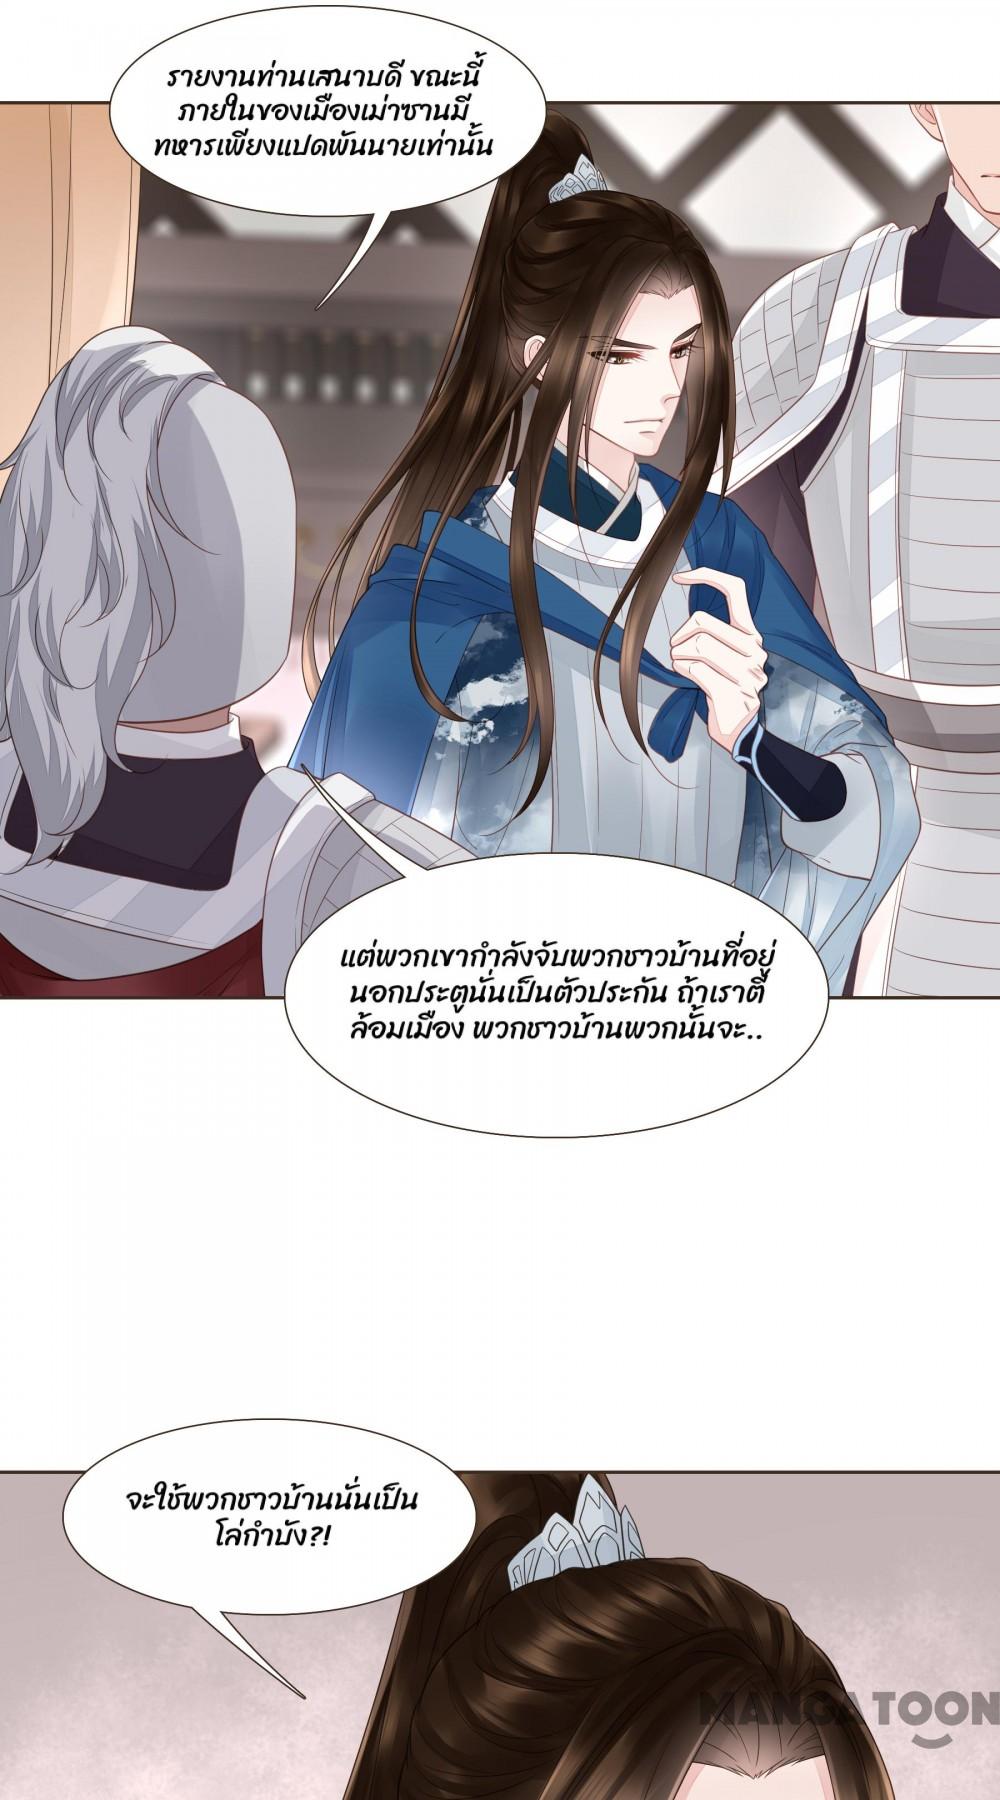 รายงานท่านเสนาบดี ขณะนี้
ภายในของเมืองเม่าซานมี
ทหารเพียงแปดพันนายเท่านั้น
แต่พวกเขากำลังจับพวกชาวบ้านที่อยู่
นอกประตูนั่นเป็นตัวประกัน ถ้าเราตี
ล้อมเมือง พวกชาวบ้านพวกนั้นจะ..
จะใช้พวกชาวบ้านนั่นเป็น
โล่กำบัง?!
MANGATOON